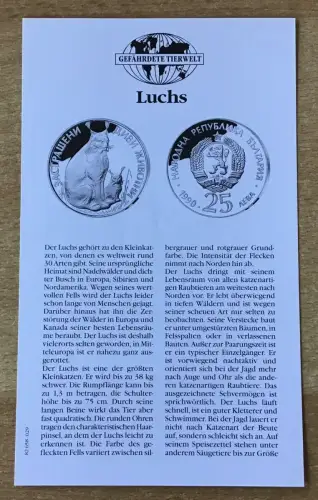 GEFÄHRDETE TIERWELT
Luchs
ЗАСТРАШЕНИ ДИВИ ЖИВОТНИ
НАРОДНА РЕПУБЛИКА БЪЛГАРИЯ
1990
25
ЛЕВА
Der Luchs gehört zu den Kleinkat-
zen, von denen es weltweit rund
30 Arten gibt. Seine ursprüngliche
Heimat sind Nadelwälder und dich-
ter Busch in Europa, Sibirien und
Nordamerika. Wegen seines wert-
vollen Fells wird der Luchs leider
schon lange von Menschen gejagt.
Darüber hinaus hat ihn die Zer-
störung der Wälder in Europa und
Kanada seiner besten Lebensräu-
me beraubt. Der Luchs ist deshalb
vielerorts selten geworden, in Mit-
teleuropa ist er nahezu ganz aus-
gerottet.
Der Luchs ist eine der größten
Kleinkatzen. Er wird bis zu 38 kg
schwer. Die Rumpflänge kann bis
zu 1,3 m betragen, die Schulter-
höhe bis zu 75 cm. Durch seine
langen Beine wirkt das Tier aber
fast quadratisch. Die runden Ohren
tragen den charakteristischen Haar-
pinsel, an dem der Luchs leicht zu
erkennen ist. Die Farbe des ge-
fleckten Fells variiert zwischen sil-
bergrauer und rotgrauer Grund-
farbe. Die Intensität der Flecken
nimmt nach Norden hin ab.
Der Luchs dringt mit seinem
Lebensraum von allen katzenarti-
gen Raubtieren am weitesten nach
Norden vor. Er lebt überwiegend
in tiefen Wäldern und ist wegen
seiner scheuen Art nur selten zu
beobachten. Seine Verstecke baut
er unter umgestürzten Bäumen, in
Felsspalten oder in verlassenen
Bauten. Außer zur Paarungszeit ist
er ein typischer Einzelgänger. Er
ist vorwiegend nachtaktiv und
orientiert sich bei der Jagd mehr
nach Auge und Ohr als die ande-
ren katzenartigen Raubtiere. Das
ausgezeichnete Sehvermögen ist
sprichwörtlich. Der Luchs läuft
schnell, ist ein guter Kletterer und
Schwimmer. Bei der Jagd lauert er
nicht nach Katzenart der Beute
auf, sondern schleicht sich an. Auf
seinem Speisezettel stehen unter
anderem Säugetiere bis zur Größe